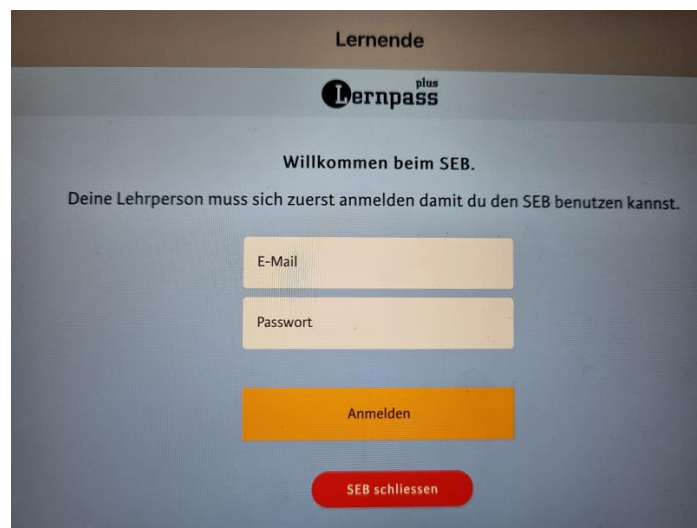 Lernende
Lernpass plus
Willkommen beim SEB.
Deine Lehrperson muss sich zuerst anmelden damit du den SEB benutzen kannst.
E-Mail
Passwort
Anmelden
SEB schliessen